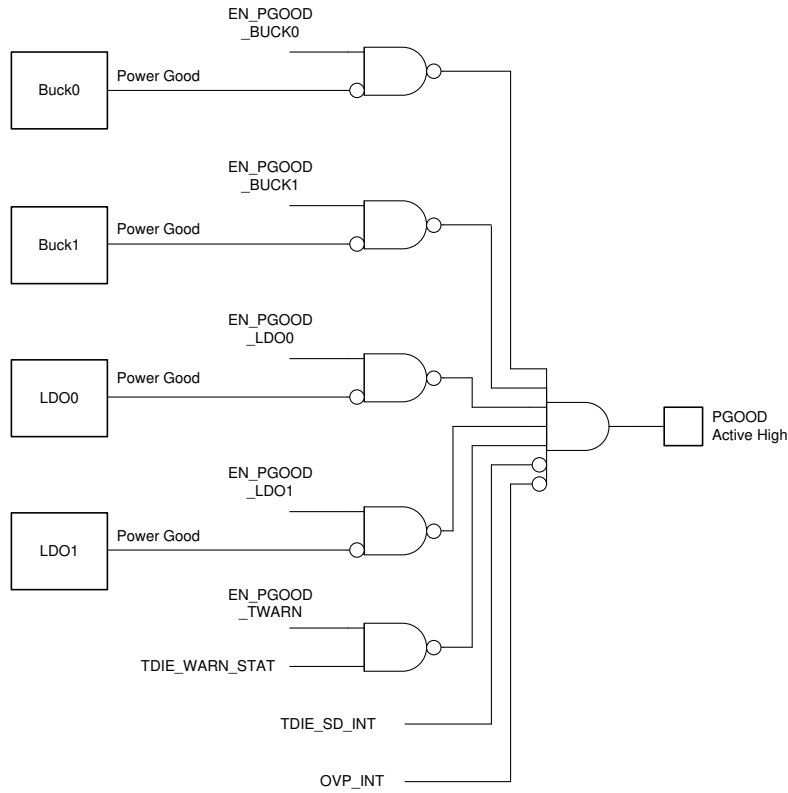 EN_PGOOD
_BUCK0
Buck0
Power Good
EN_PGOOD
_BUCK1
Buck1
Power Good
EN_PGOOD
_LDO0
LDO0
Power Good
PGOOD
Active High
EN_PGOOD
_LDO1
LDO1
Power Good
EN_PGOOD
_TWARN
TDIE_WARN_STAT
TDIE_SD_INT
OVP_INT